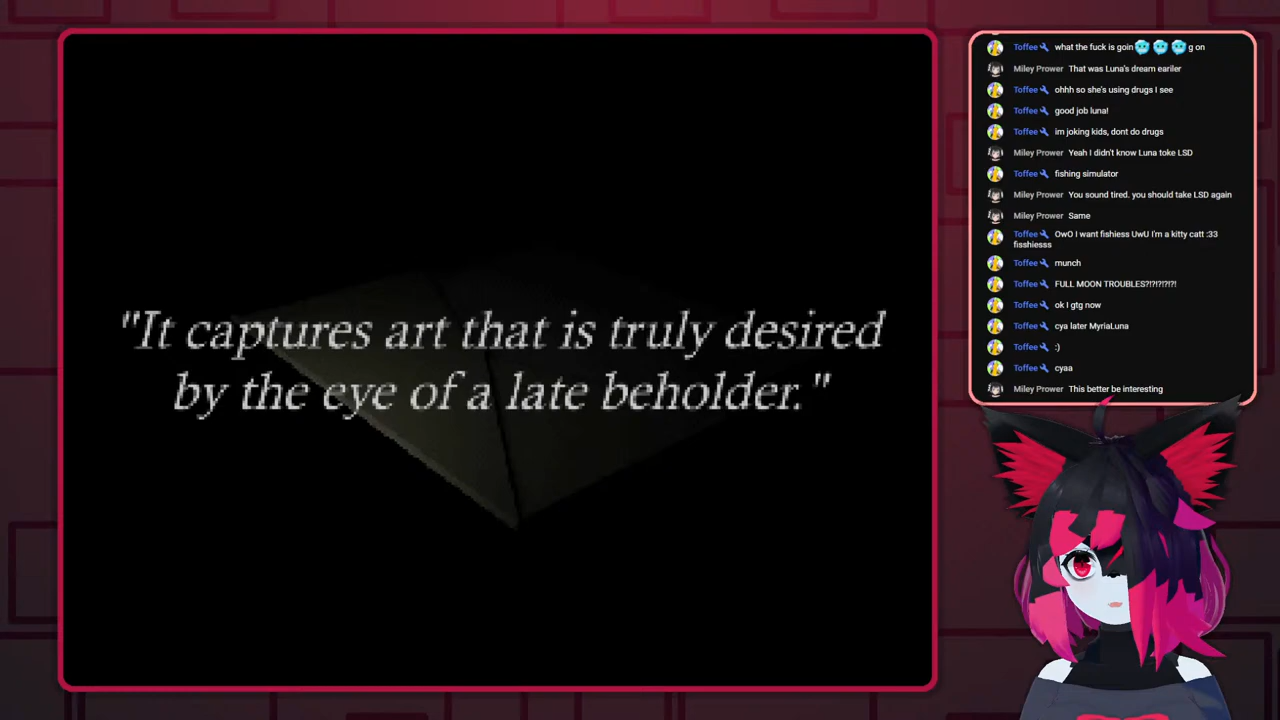 "It captures art that is truly desired
by the eye of a late beholder."
Toffee what the fuck is goin g on
Miley Prower That was Luna's dream eariler
Toffee ohhh so she's using drugs I see
Toffee good job luna!
Toffee im joking kids, dont do drugs
Miley Prower Yeah I didn't know Luna toke LSD
Toffee fishing simulator
Miley Prower You sound tired. you should take LSD again
Miley Prower Same
Toffee OwO I want fishiess UwU I'm a kitty catt :33
fisshiesss
Toffee munch
Toffee FULL MOON TROUBLES?!?!?!?!?!
Toffee ok I gtg now
Toffee cya later MyriaLuna
Toffee :)
Toffee cyaa
Miley Prower This better be interesting